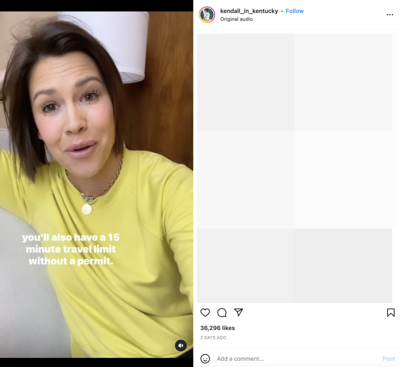 kendall_in_kentucky • Follow
Original audio
you'll also have a 15
minute travel limit
without a permit.
36,296 likes
3 DAYS AGO
Add a comment...
Post